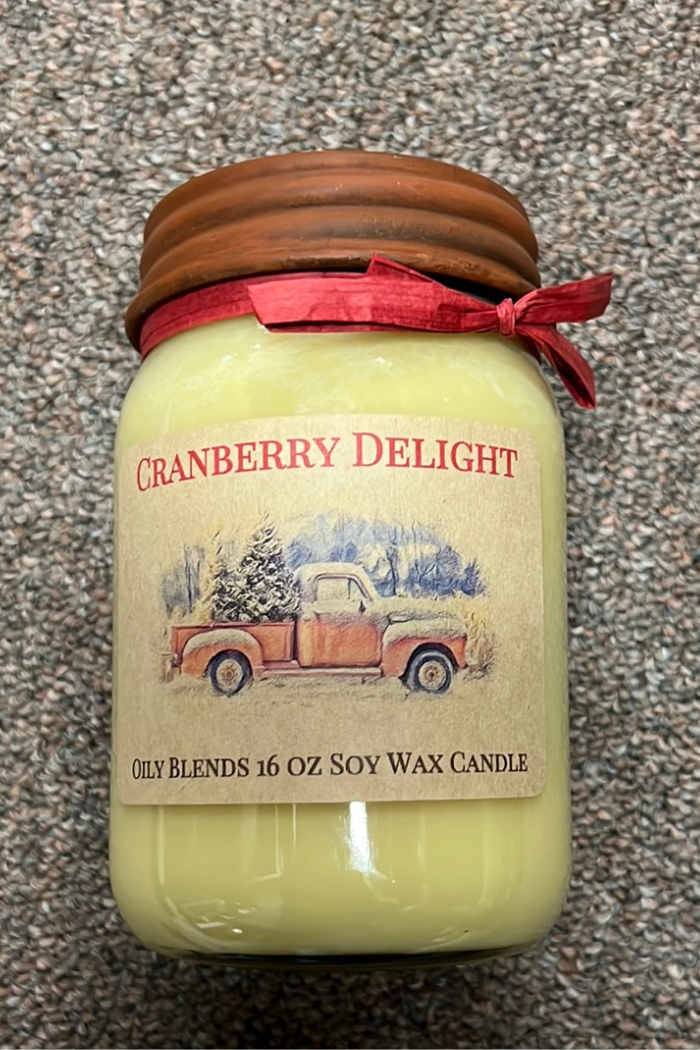 CRANBERRY DELIGHT
OILY BLENDS 16 OZ SOY WAX CANDLE